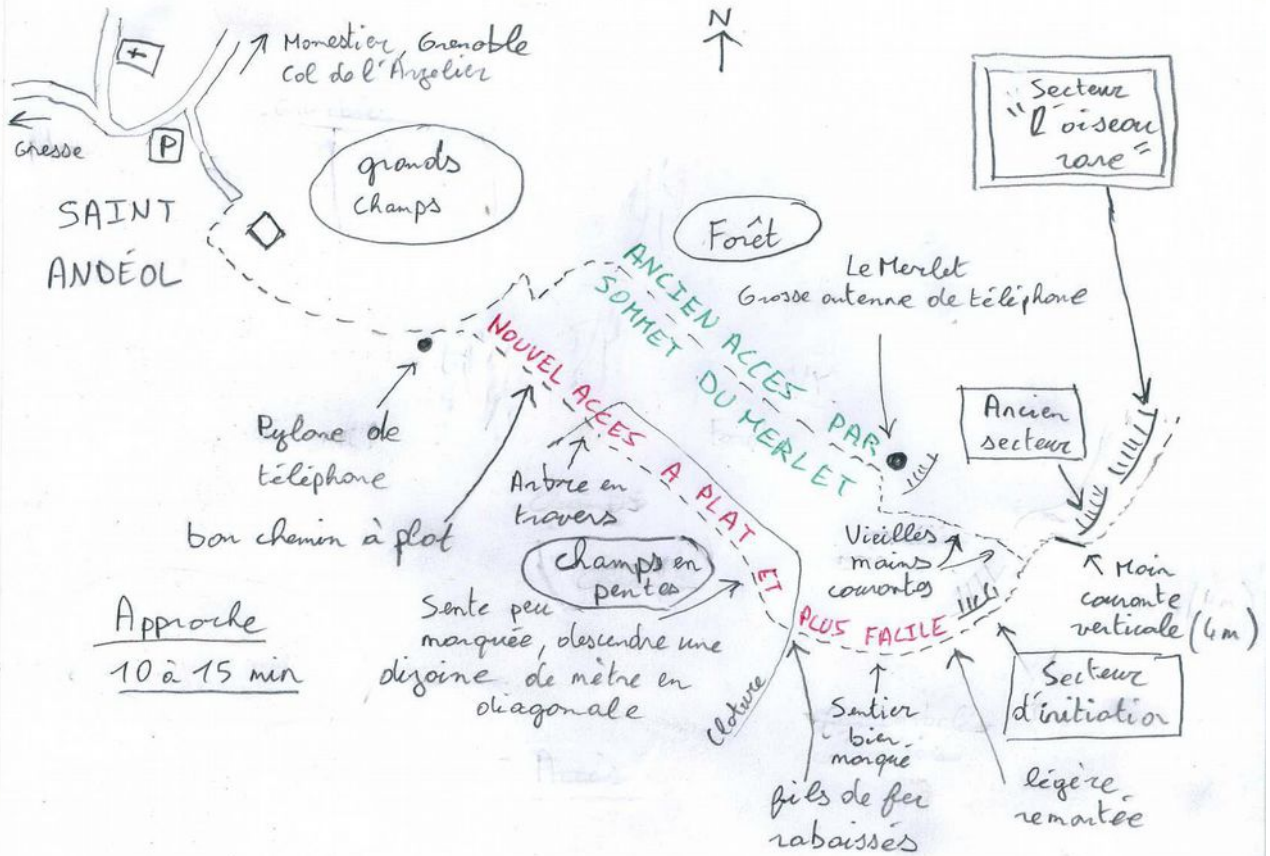 N
Monestier, Grenoble
Col de l'Arzelier
Gresse
P
SAINT
ANDÉOL
grands
champs
Secteur
"l'oiseau
rare"
Forêt
Le Merlet
Grosse antenne de téléphone
ANCIEN ACCES PAR
SOMMET DU MERLET
NOUVEL ACCES A PLAT ET PLUS FACILE
Ancien
secteur
Pylone de
téléphone
bon chemin à plat
Arbre en
travers
champs en
pentes
Vieilles
mains
courantes
Main
courante
verticale (4m)
Approche
10 à 15 min
Sente peu
marquée, descendre une
dizaine de mètre en
diagonale
cloture
Sentier
bien
marqué
Secteur
d'initiation
fils de fer
rabaissés
légère
remontée